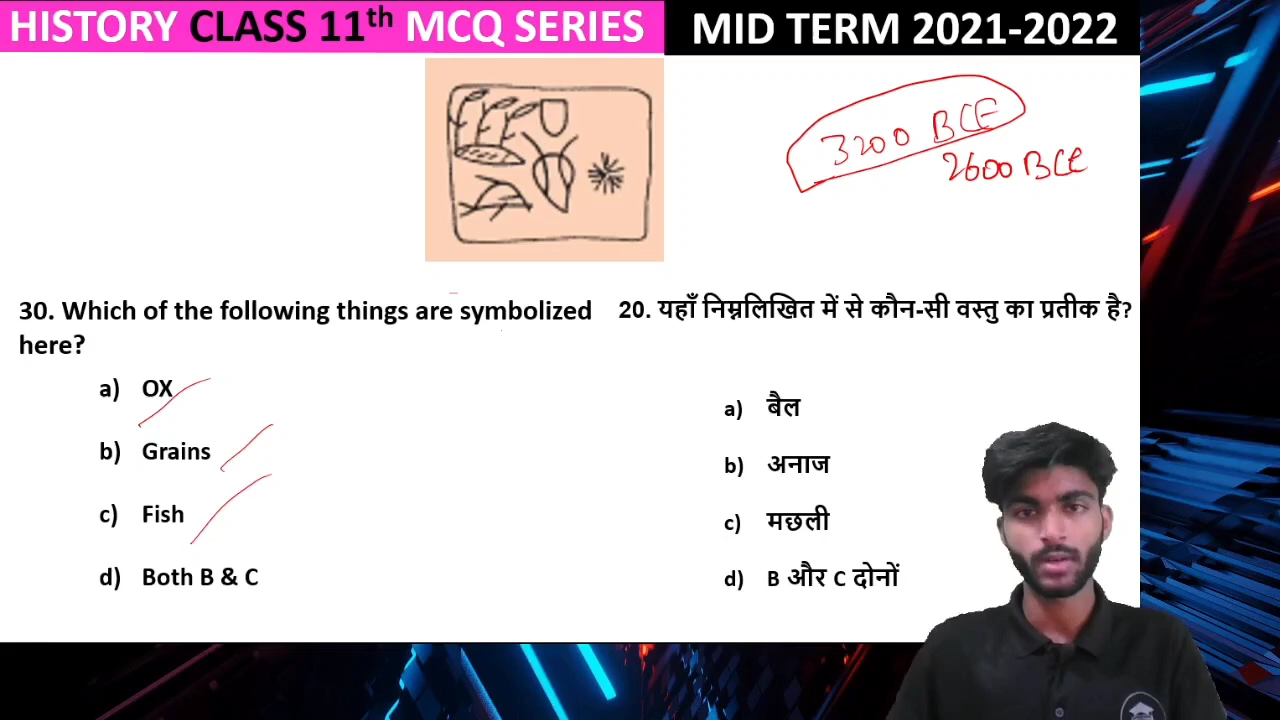 HISTORY CLASS 11th MCQ SERIES
MID TERM 2021-2022
3200 BCE
2600 BCE
30. Which of the following things are symbolized
here?
a) OX
b) Grains
c) Fish
d) Both B & C
20. यहाँ निम्नलिखित में से कौन-सी वस्तु का प्रतीक है?
a) बैल
b) अनाज
c) मछली
d) B और C दोनों